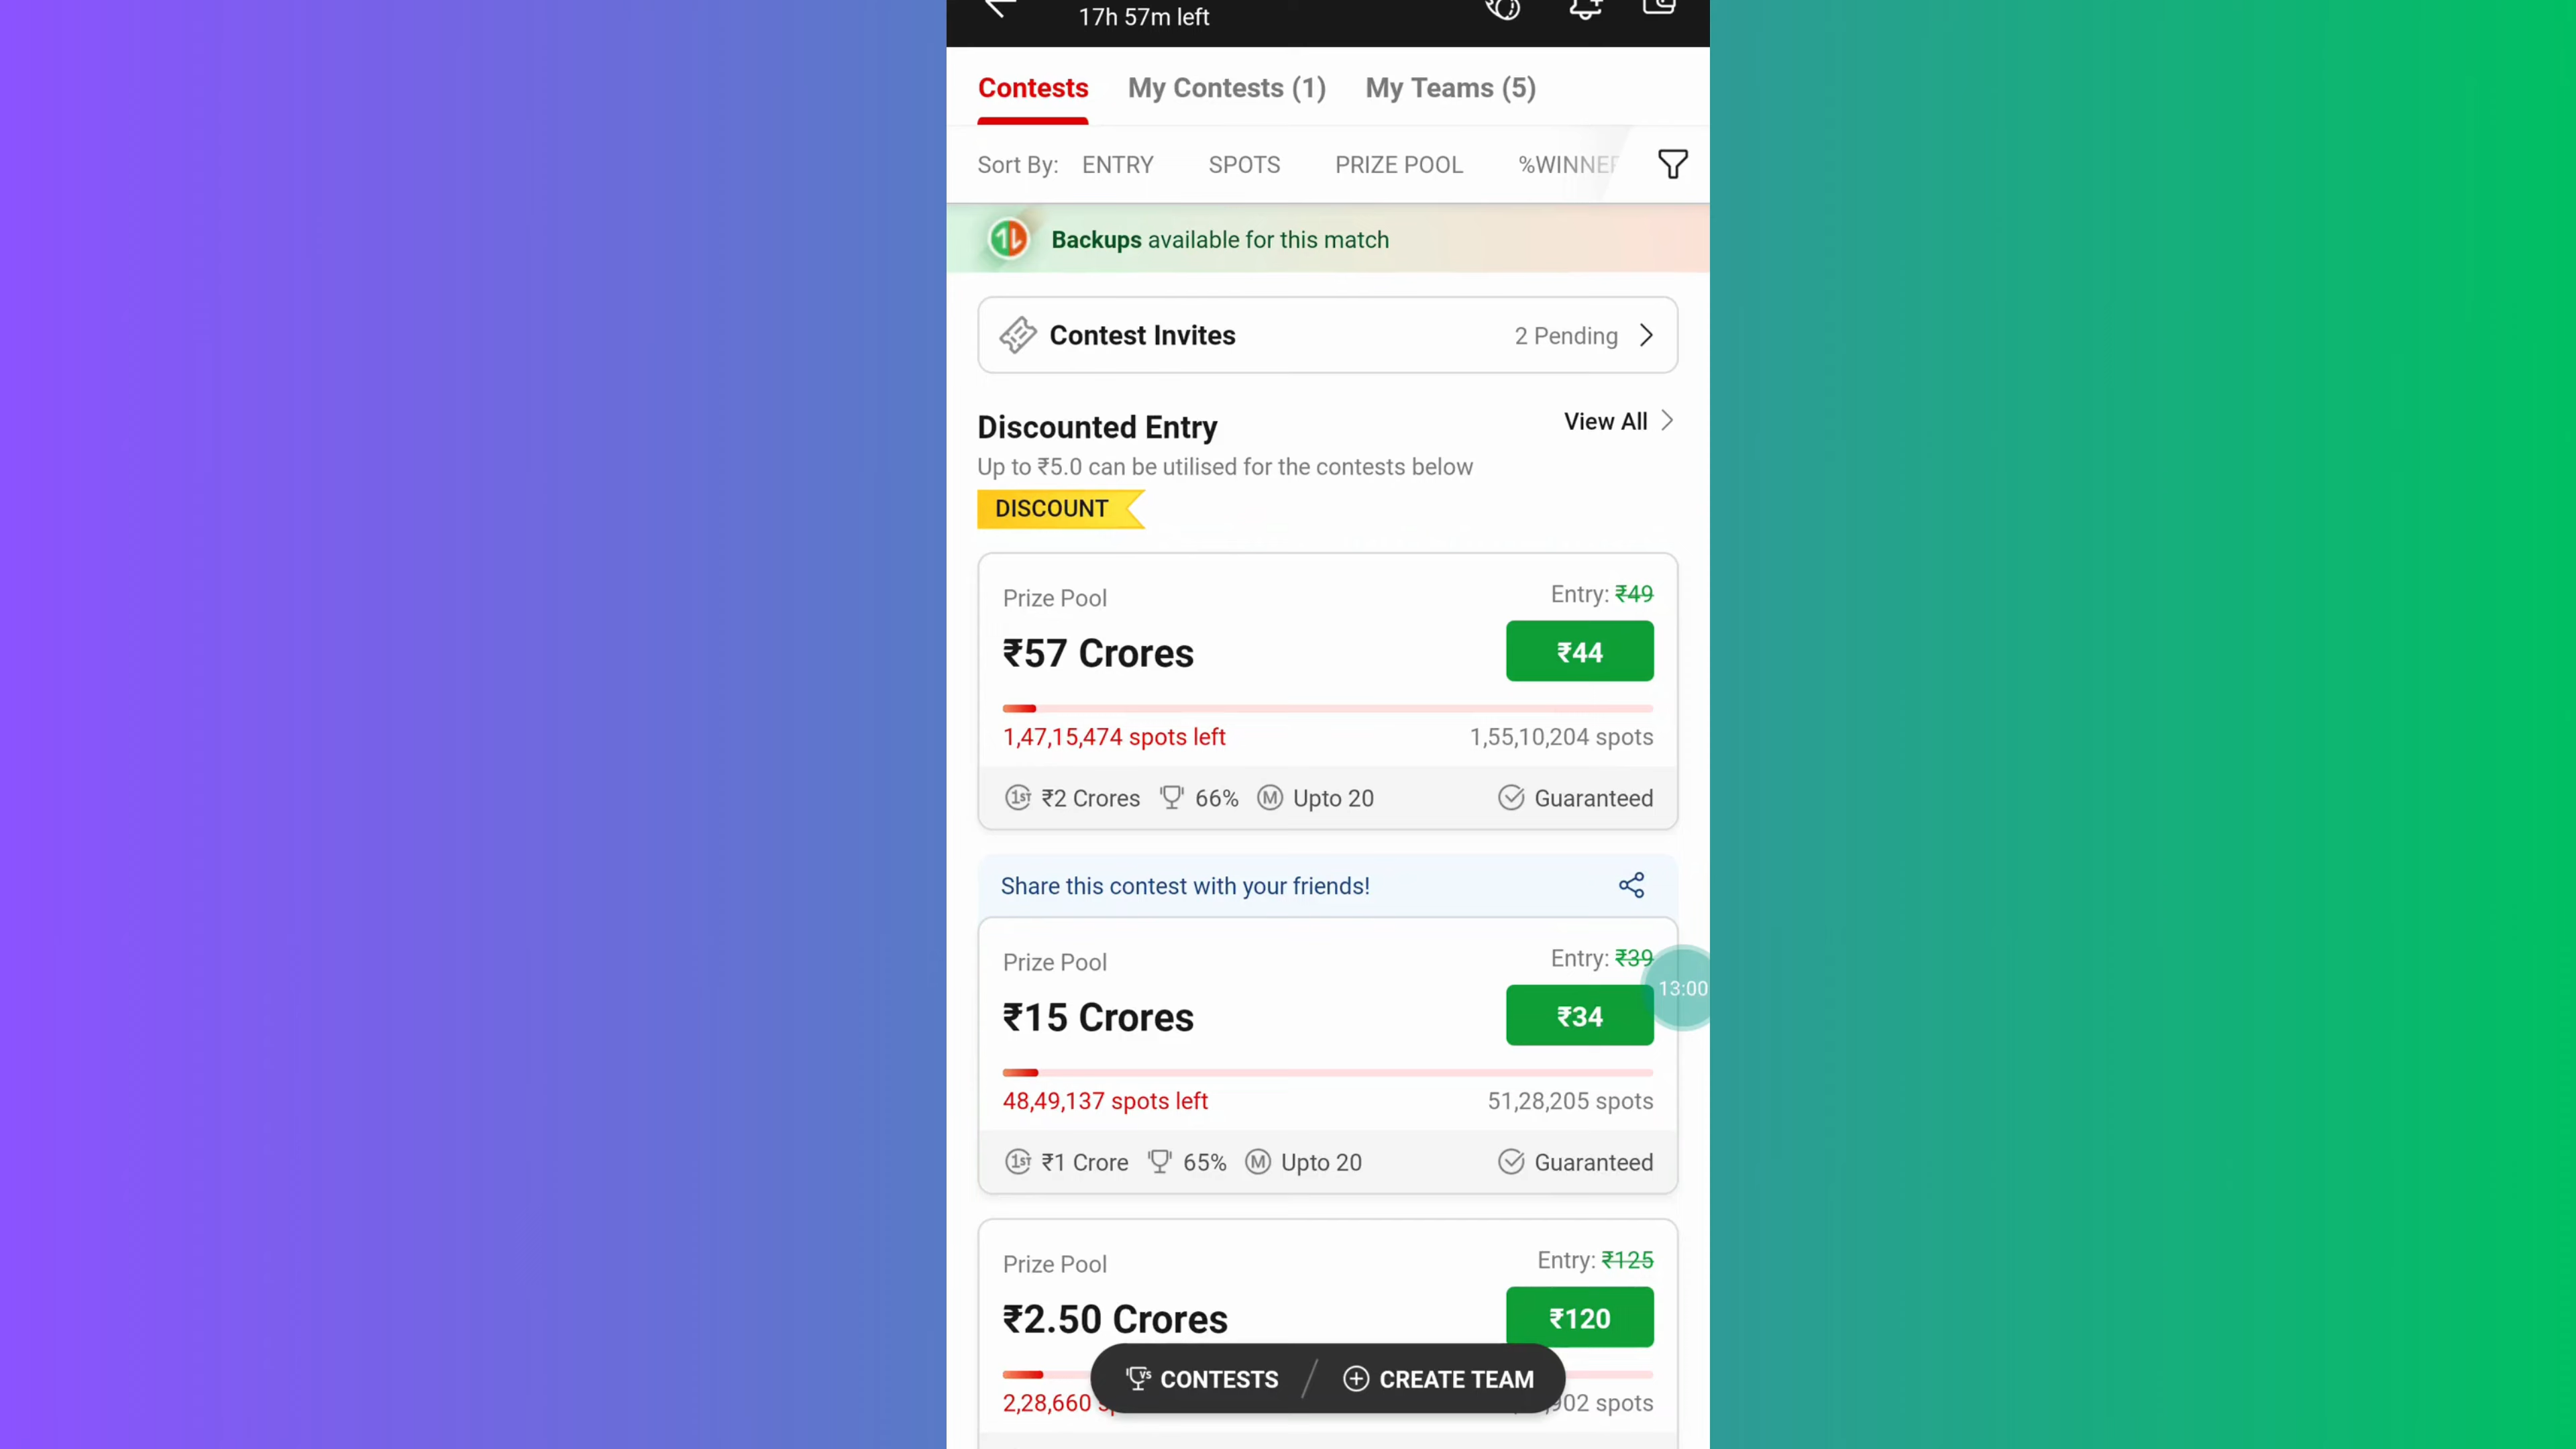 17h 57m left
Contests My Contests (1) My Teams (5)
Sort By: ENTRY SPOTS PRIZE POOL
Backups available for this match
Contest Invites 2 Pending
Discounted Entry View All
Up to ₹5.0 can be utilised for the contests below
DISCOUNT
Prize Pool Entry: ₹49
₹57 Crores ₹44
1,47,15,474 spots left 1,55,10,204 spots
1ST ₹2 Crores 66% M Upto 20 Guaranteed
Share this contest with your friends!
Prize Pool Entry: ₹39
₹15 Crores ₹34
13:00
48,49,137 spots left 51,28,205 spots
1ST ₹1 Crore 65% M Upto 20 Guaranteed
Prize Pool Entry: ₹125
₹2.50 Crores ₹120
VS CONTESTS CREATE TEAM
2,28,660 spots